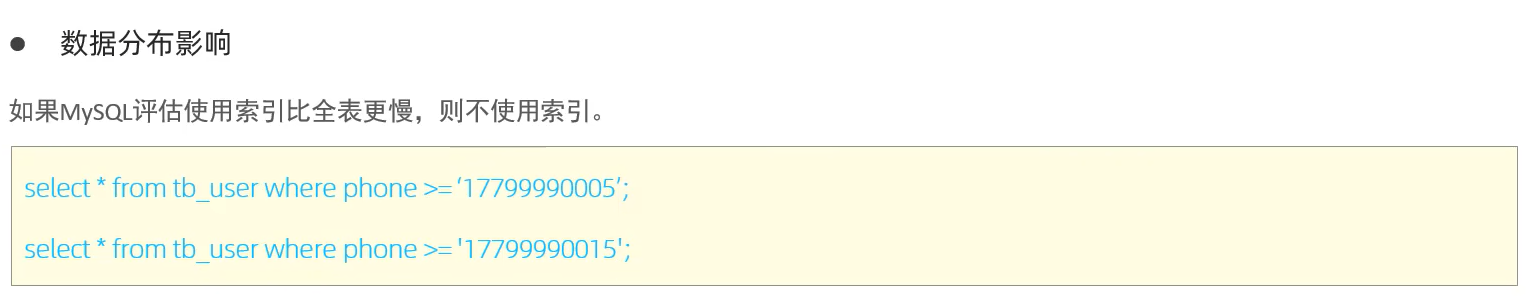 ● 数据分布影响
如果MySQL评估使用索引比全表更慢，则不使用索引。
select * from tb_user where phone >= ‘17799990005’;
select * from tb_user where phone >= '17799990015';